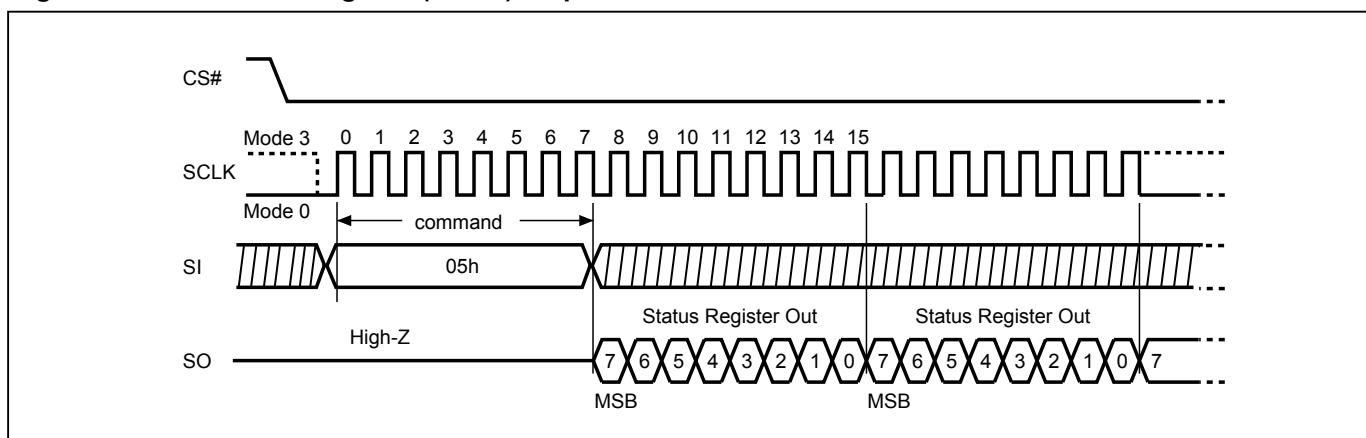 CS#
Mode 3
0 1 2 3 4 5 6 7 8 9 10 11 12 13 14 15
SCLK
Mode 0
command
SI
05h
Status Register Out Status Register Out
High-Z
SO
7 6 5 4 3 2 1 0 7 6 5 4 3 2 1 0 7
MSB MSB